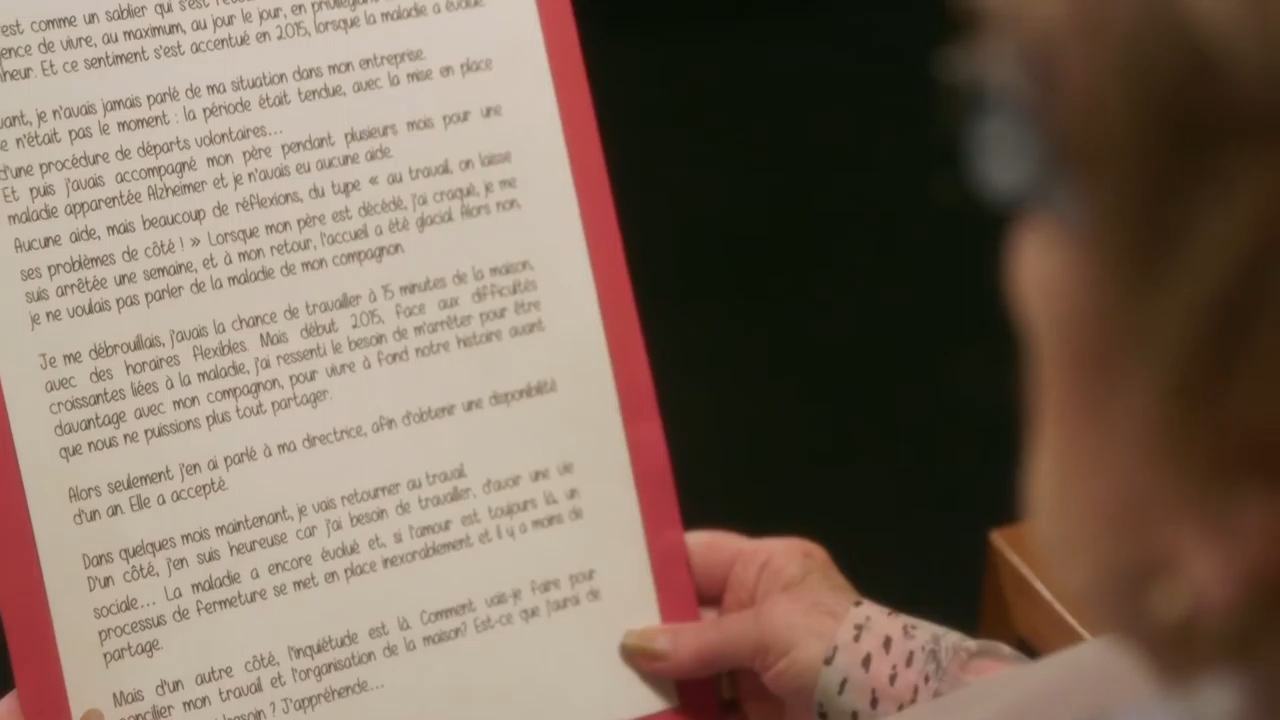 est comme un sablier qui s'est
ence de vivre, au maximum, au jour le jour, en privilégiant
heur. Et ce sentiment s'est accentué en 2015, lorsque la maladie a évolué
vant, je n'avais jamais parlé de ma situation dans mon entreprise.
e n'était pas le moment : la période était tendue, avec la mise en place
d'une procédure de départs volontaires...
Et puis j'avais accompagné mon père pendant plusieurs mois pour une
maladie apparentée Alzheimer et je n'avais eu aucune aide.
Aucune aide, mais beaucoup de réflexions, du type « au travail, on laisse
ses problèmes de côté ! » Lorsque mon père est décédé, j'ai craqué, je me
suis arrêtée une semaine, et à mon retour, l'accueil a été glacial. Alors non,
je ne voulais pas parler de la maladie de mon compagnon.
Je me débrouillais, j'avais la chance de travailler à 15 minutes de la maison,
avec des horaires flexibles. Mais début 2015, face aux difficultés
croissantes liées à la maladie, j'ai ressenti le besoin de m'arrêter pour être
davantage avec mon compagnon, pour vivre à fond notre histoire avant
que nous ne puissions plus tout partager.
Alors seulement j'en ai parlé à ma directrice, afin d'obtenir une disponibilité
d'un an. Elle a accepté.
Dans quelques mois maintenant, je vais retourner au travail.
D'un côté, j'en suis heureuse car j'ai besoin de travailler, d'avoir une vie
sociale... La maladie a encore évolué et, si l'amour est toujours là, un
processus de fermeture se met en place inexorablement et il y a moins de
partage.
Mais d'un autre côté, l'inquiétude est là. Comment vais-je faire pour
concilier mon travail et l'organisation de la maison? Est-ce que j'aurai de
besoin ? J'appréhende...